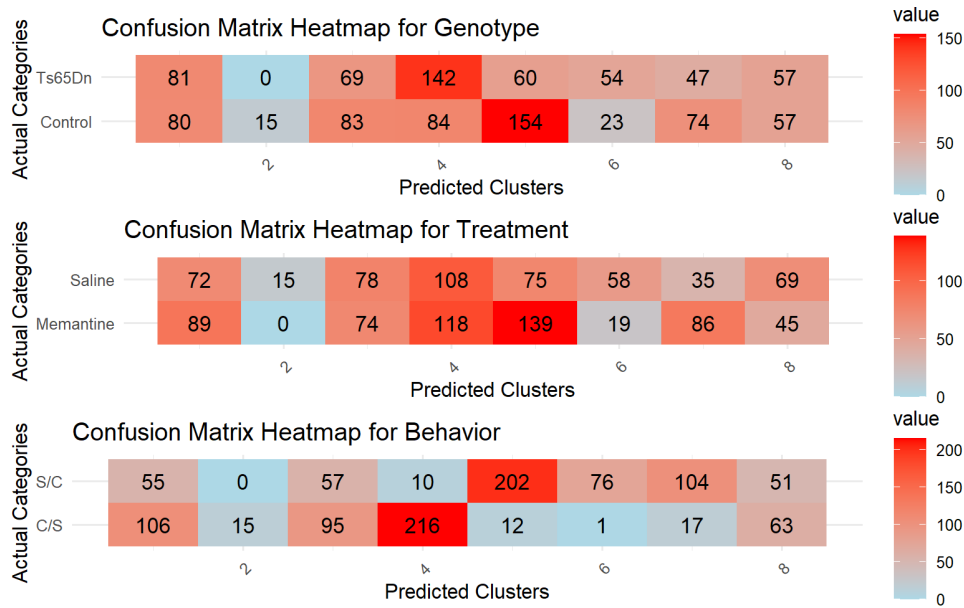 Confusion Matrix Heatmap for Genotype
Actual Categories
Ts65Dn 81 0 69 142 60 54 47 57
Control 80 15 83 84 154 23 74 57
2 4 6 8
Predicted Clusters
value
150
100
50
0
Confusion Matrix Heatmap for Treatment
Actual Categories
Saline 72 15 78 108 75 58 35 69
Memantine 89 0 74 118 139 19 86 45
2 4 6 8
Predicted Clusters
value
100
50
0
Confusion Matrix Heatmap for Behavior
Actual Categories
S/C 55 0 57 10 202 76 104 51
C/S 106 15 95 216 12 1 17 63
2 4 6 8
Predicted Clusters
value
200
150
100
50
0